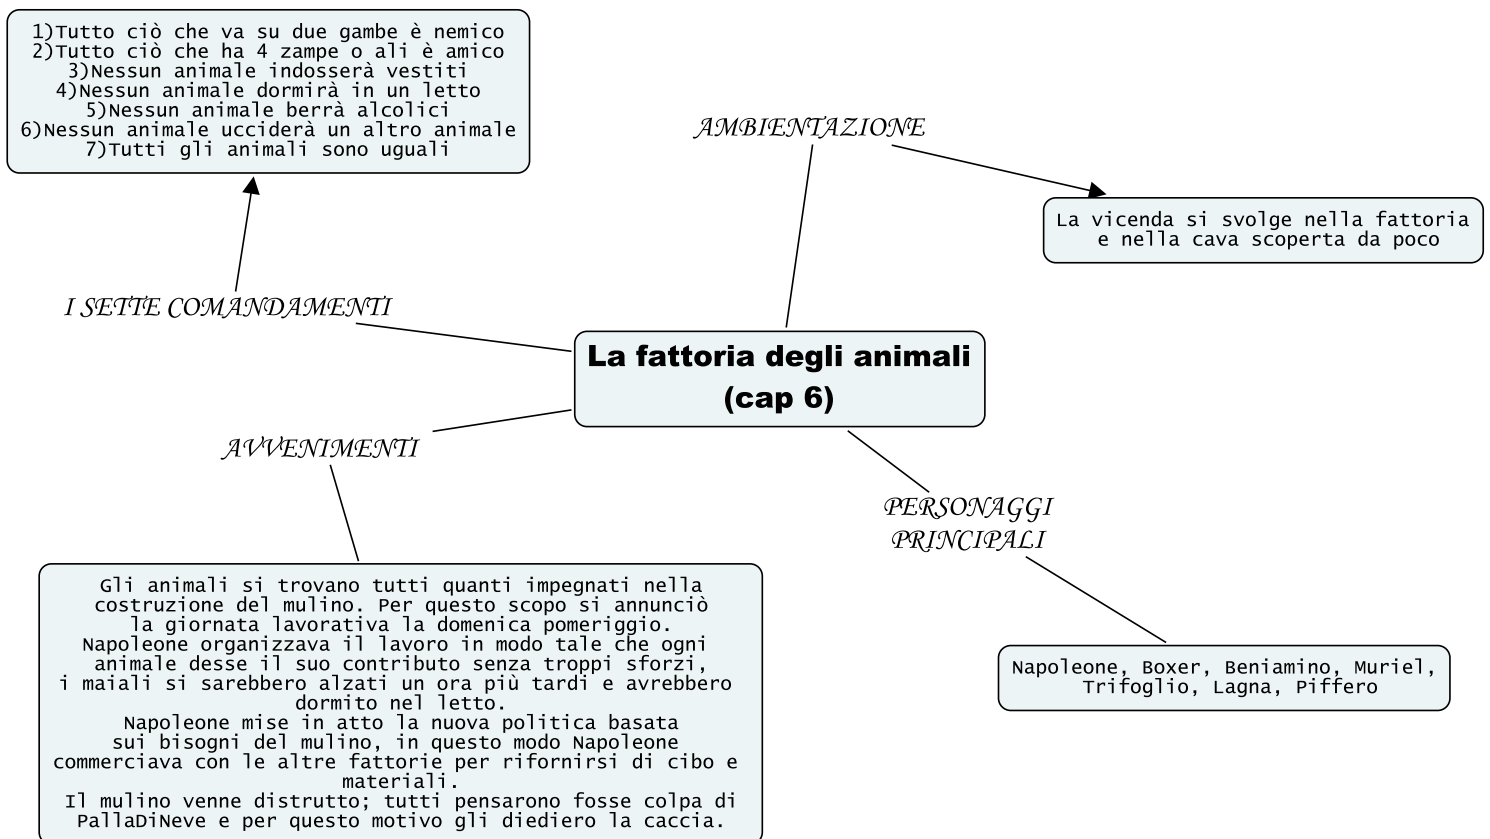 1)Tutto ciò che va su due gambe è nemico
2)Tutto ciò che ha 4 zampe o ali è amico
3)Nessun animale indosserà vestiti
4)Nessun animale dormirà in un letto
5)Nessun animale berrà alcolici
6)Nessun animale ucciderà un altro animale
7)Tutti gli animali sono uguali
AMBIENTAZIONE
La vicenda si svolge nella fattoria
e nella cava scoperta da poco
I SETTE COMANDAMENTI
La fattoria degli animali
(cap 6)
AVVENIMENTI
PERSONAGGI
PRINCIPALI
Gli animali si trovano tutti quanti impegnati nella
costruzione del mulino. Per questo scopo si annunciò
la giornata lavorativa la domenica pomeriggio.
Napoleone organizzava il lavoro in modo tale che ogni
animale desse il suo contributo senza troppi sforzi,
i maiali si sarebbero alzati un ora più tardi e avrebbero
dormito nel letto.
Napoleone mise in atto la nuova politica basata
sui bisogni del mulino, in questo modo Napoleone
commerciava con le altre fattorie per rifornirsi di cibo e
materiali.
Il mulino venne distrutto; tutti pensarono fosse colpa di
PallaDiNeve e per questo motivo gli diediero la caccia.
Napoleone, Boxer, Beniamino, Muriel,
Trifoglio, Lagna, Piffero